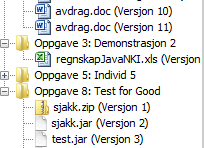 avdrag.doc (Versjon 10)
avdrag.doc (Versjon 11)
Oppgave 3: Demonstrasjon 2
regnskapJavaNKI.xls (Versjon
Oppgave 5: Individ 5
Oppgave 8: Test for Good
sjakk.zip (Versjon 1)
sjakk.jar (Versjon 2)
test.jar (Versjon 3)